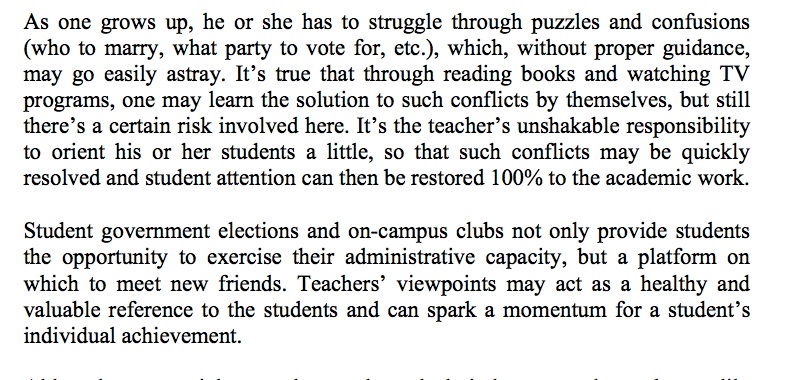 As one grows up, he or she has to struggle through puzzles and confusions
(who to marry, what party to vote for, etc.), which, without proper guidance,
may go easily astray. It’s true that through reading books and watching TV
programs, one may learn the solution to such conflicts by themselves, but still
there’s a certain risk involved here. It’s the teacher’s unshakable responsibility
to orient his or her students a little, so that such conflicts may be quickly
resolved and student attention can then be restored 100% to the academic work.
Student government elections and on-campus clubs not only provide students
the opportunity to exercise their administrative capacity, but a platform on
which to meet new friends. Teachers’ viewpoints may act as a healthy and
valuable reference to the students and can spark a momentum for a student’s
individual achievement.